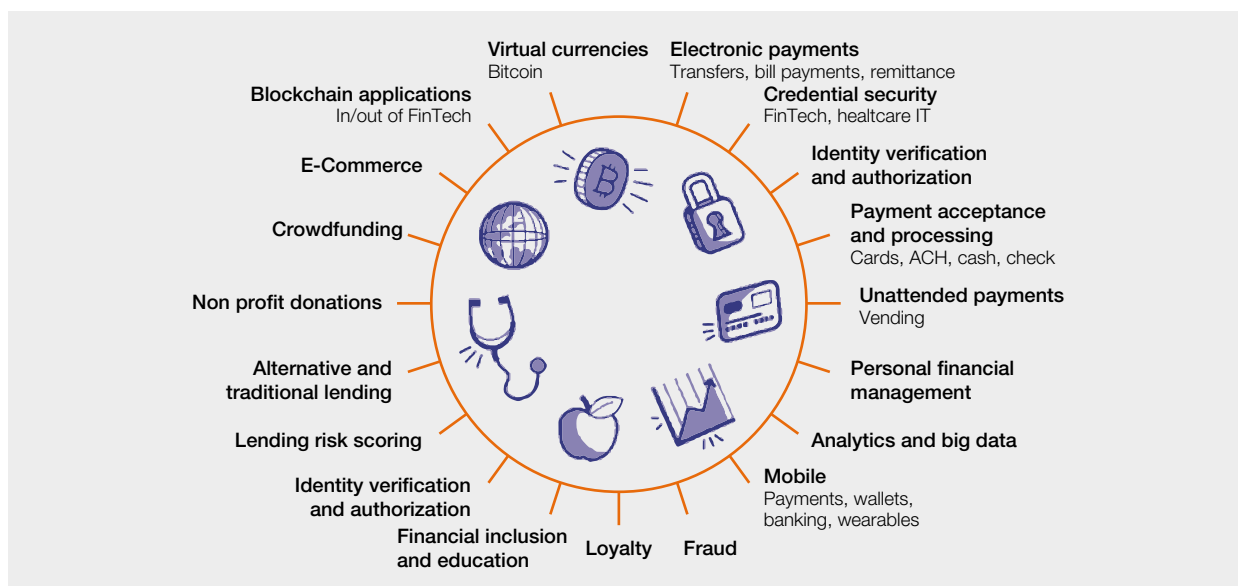 Virtual currencies
Bitcoin
Electronic payments
Transfers, bill payments, remittance
Credential security
FinTech, healtcare IT
Identity verification
and authorization
Payment acceptance
and processing
Cards, ACH, cash, check
Unattended payments
Vending
Personal financial
management
Analytics and big data
Mobile
Payments, wallets,
banking, wearables
Fraud
Loyalty
Financial inclusion
and education
Identity verification
and authorization
Lending risk scoring
Alternative and
traditional lending
Non profit donations
Crowdfunding
E-Commerce
Blockchain applications
In/out of FinTech